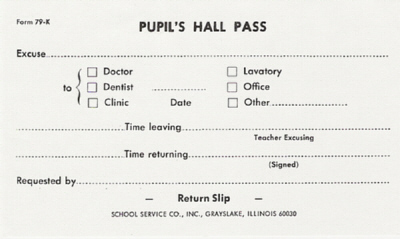 Form 79-K
PUPIL'S HALL PASS
Excuse
to { ☐ Doctor ☐ Lavatory
☐ Dentist ☐ Office
☐ Clinic Date ☐ Other
Time leaving
Teacher Excusing
Time returning
(Signed)
Requested by
— Return Slip —
SCHOOL SERVICE CO., INC., GRAYSLAKE, ILLINOIS 60030